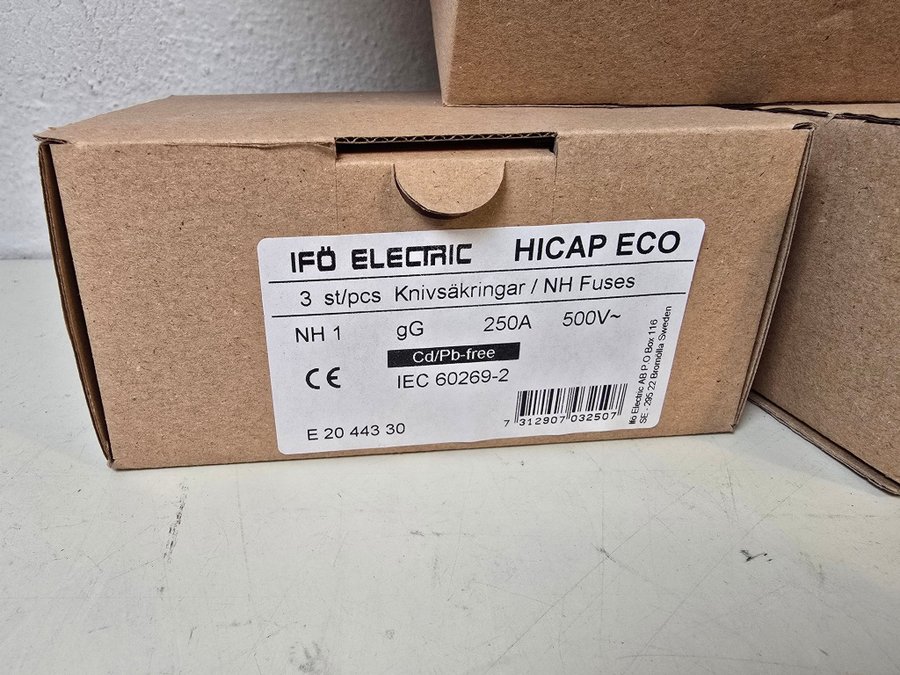 IFÖ ELECTRIC HICAP ECO
3 st/pcs Knivsäkringar / NH Fuses
NH 1 gG 250A 500V~
Cd/Pb-free
CE IEC 60269-2
E 20 443 30
7 312907 032507
Ifö Electric AB P.O Box 116
SE - 295 22 Bromölla Sweden